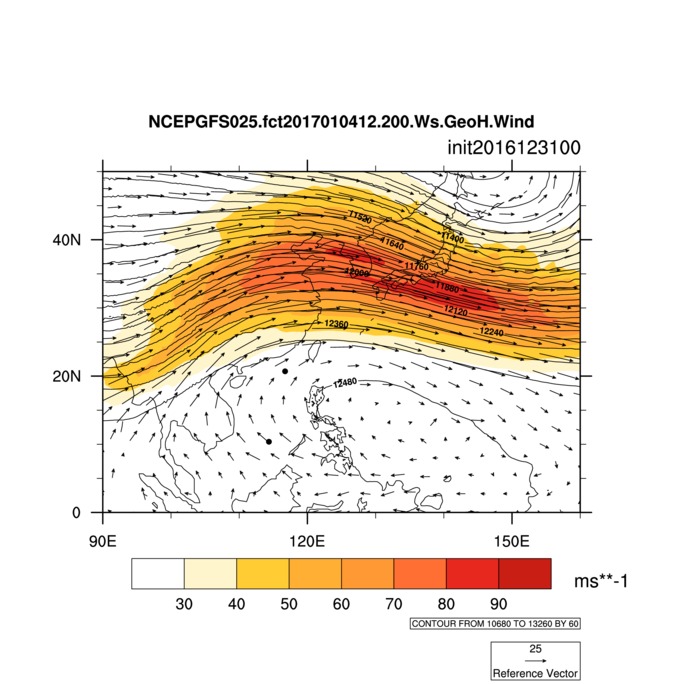 NCEPGFS025.fct2017010412.200.Ws.GeoH.Wind
init2016123100
40N
20N
0
11520
11400
11640
11760
12000
11880
12120
12360
12240
12480
90E
120E
150E
30 40 50 60 70 80 90
ms**-1
CONTOUR FROM 10680 TO 13260 BY 60
25
Reference Vector